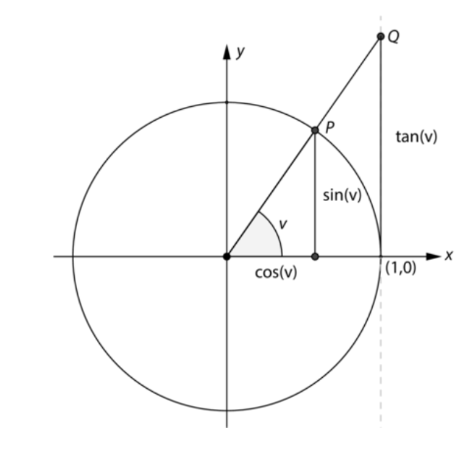 Q
y
P
tan(v)
sin(v)
v
x
cos(v)
(1,0)